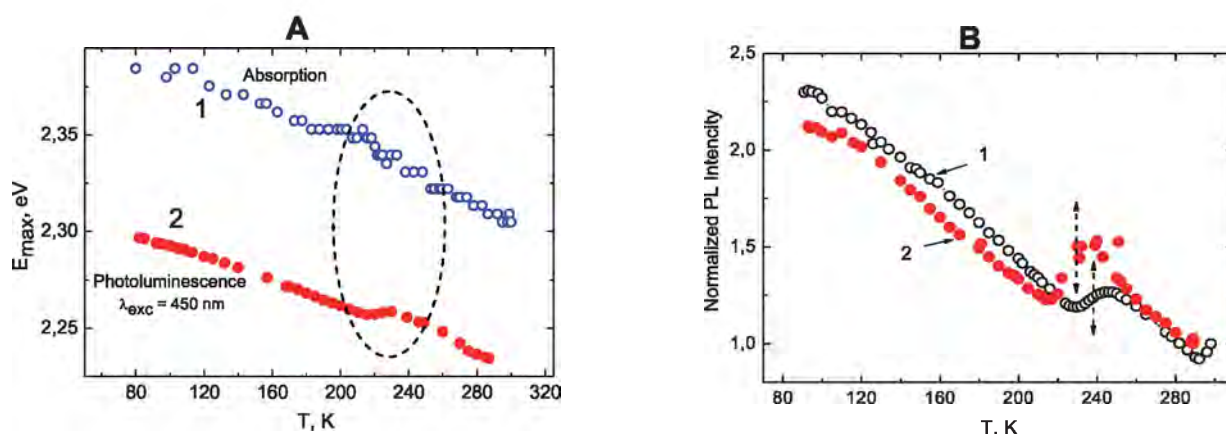 A
Absorption
1
2
Photoluminescence
λexc = 450 nm
Emax, eV
2,35
2,30
2,25
80 120 160 200 240 280 320
T, K
B
1
2
Normalized PL Intencity
2,5
2,0
1,5
1,0
80 120 160 200 240 280
T, K